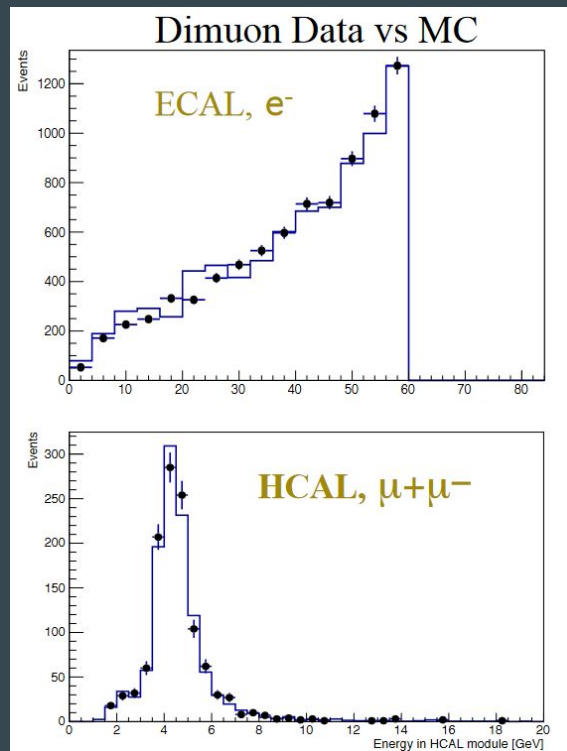 Dimuon Data vs MC
Events
ECAL, e-
1200
1000
800
600
400
200
0
0 10 20 30 40 50 60 70 80
Events
HCAL, μ+μ−
300
250
200
150
100
50
0
0 2 4 6 8 10 12 14 16 18 20
Energy in HCAL module [GeV]